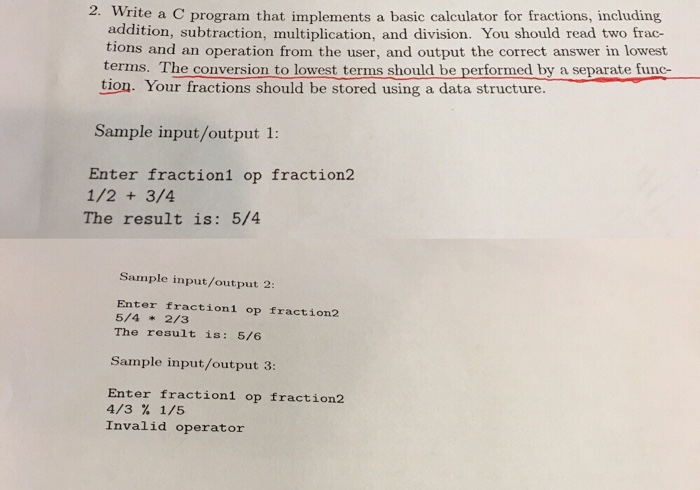 2. Write a C program that implements a basic calculator for fractions, including
addition, subtraction, multiplication, and division. You should read two frac-
tions and an operation from the user, and output the correct answer in lowest
terms. The conversion to lowest terms should be performed by a separate func-
tion. Your fractions should be stored using a data structure.
Sample input/output 1:
Enter fraction1 op fraction2
1/2 + 3/4
The result is: 5/4
Sample input/output 2:
Enter fraction1 op fraction2
5/4 * 2/3
The result is: 5/6
Sample input/output 3:
Enter fraction1 op fraction2
4/3 % 1/5
Invalid operator